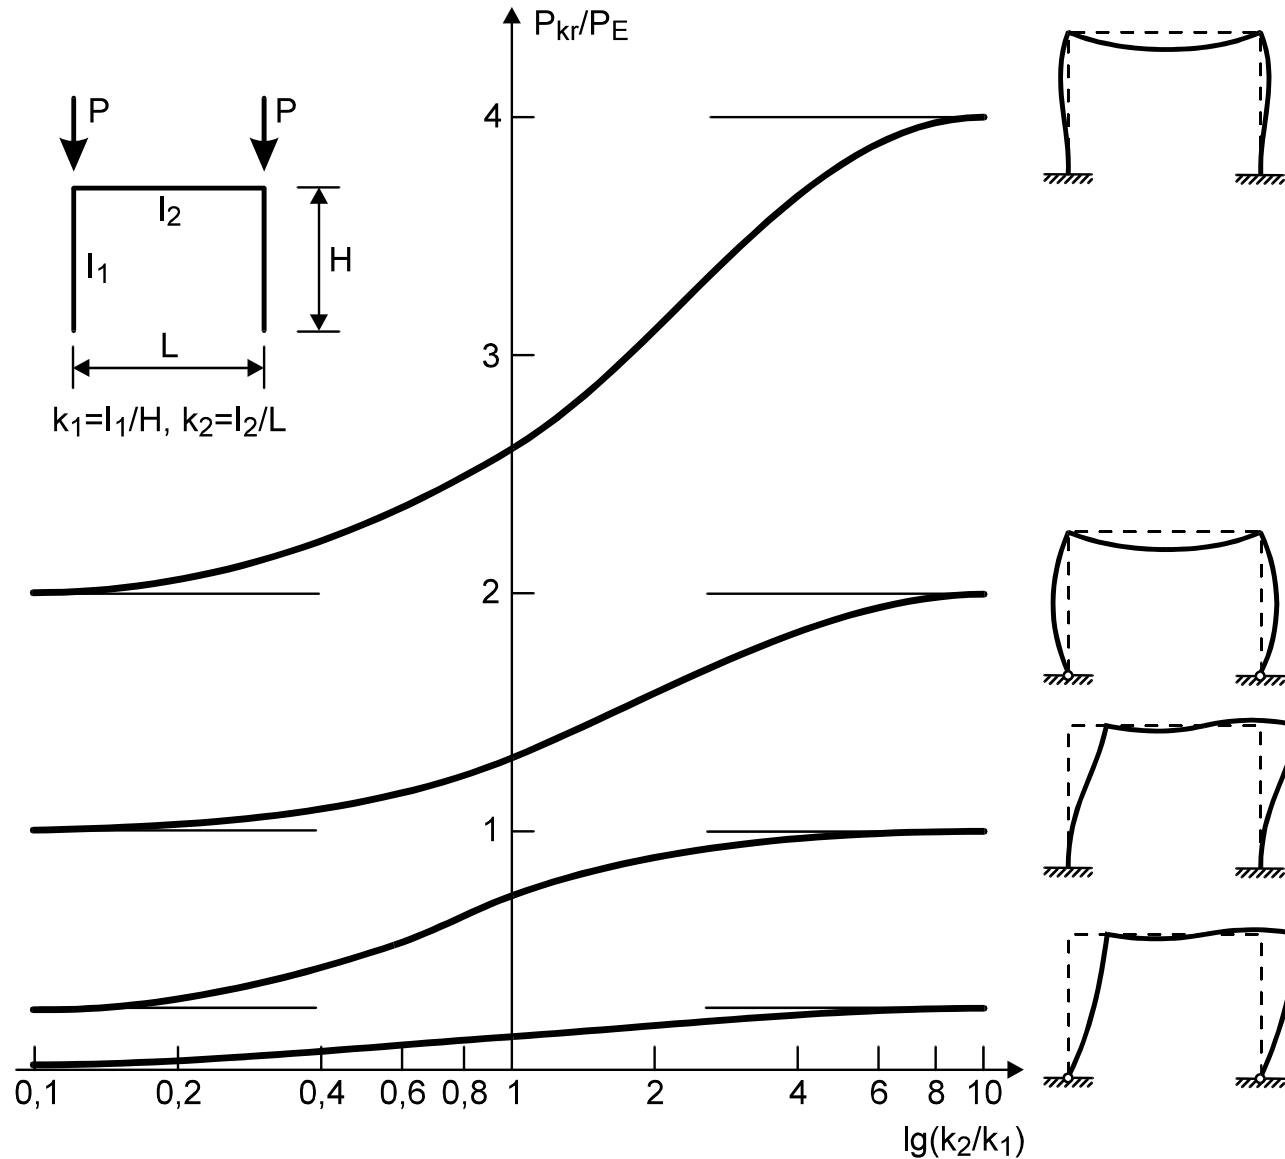 P_kr/P_E
P P
4
I_2
I_1
H
L
3
k_1=I_1/H, k_2=I_2/L
2
1
0,1 0,2 0,4 0,6 0,8 1 2 4 6 8 10
lg(k_2/k_1)